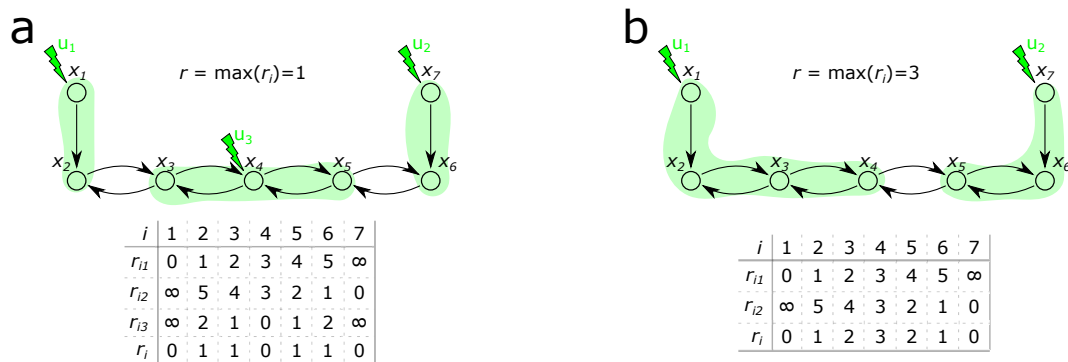 a
u1
u2
x1
r = max(ri)=1
x7
u3
x2
x3
x4
x5
x6
i 1 2 3 4 5 6 7
ri1 0 1 2 3 4 5 ∞
ri2 ∞ 5 4 3 2 1 0
ri3 ∞ 2 1 0 1 2 ∞
ri 0 1 1 0 1 1 0
b
u1
u2
x1
r = max(ri)=3
x7
x2
x3
x4
x5
x6
i 1 2 3 4 5 6 7
ri1 0 1 2 3 4 5 ∞
ri2 ∞ 5 4 3 2 1 0
ri 0 1 2 3 2 1 0